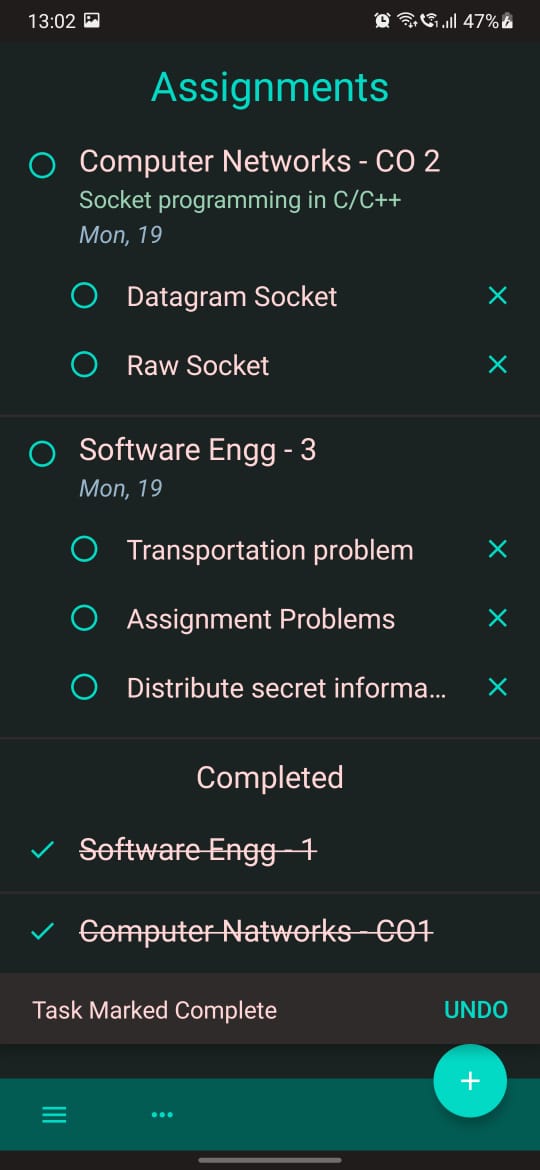 13:02 47%
Assignments
Computer Networks - CO 2
Socket programming in C/C++
Mon, 19
Datagram Socket
Raw Socket
Software Engg - 3
Mon, 19
Transportation problem
Assignment Problems
Distribute secret informa...
Completed
Software Engg - 1
Computer Natworks - CO1
Task Marked Complete UNDO